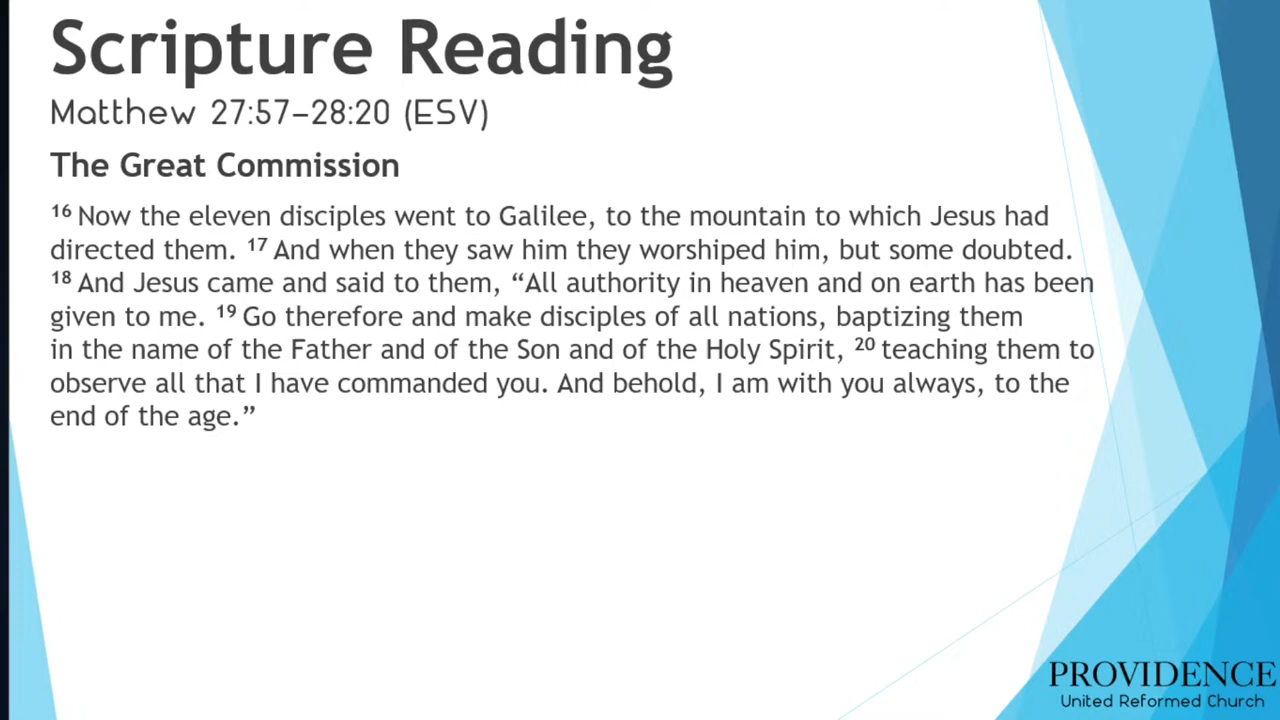 Scripture Reading
Matthew 27:57–28:20 (ESV)
The Great Commission
16 Now the eleven disciples went to Galilee, to the mountain to which Jesus had
directed them. 17 And when they saw him they worshiped him, but some doubted.
18 And Jesus came and said to them, “All authority in heaven and on earth has been
given to me. 19 Go therefore and make disciples of all nations, baptizing them
in the name of the Father and of the Son and of the Holy Spirit, 20 teaching them to
observe all that I have commanded you. And behold, I am with you always, to the
end of the age.”
PROVIDENCE
United Reformed Church